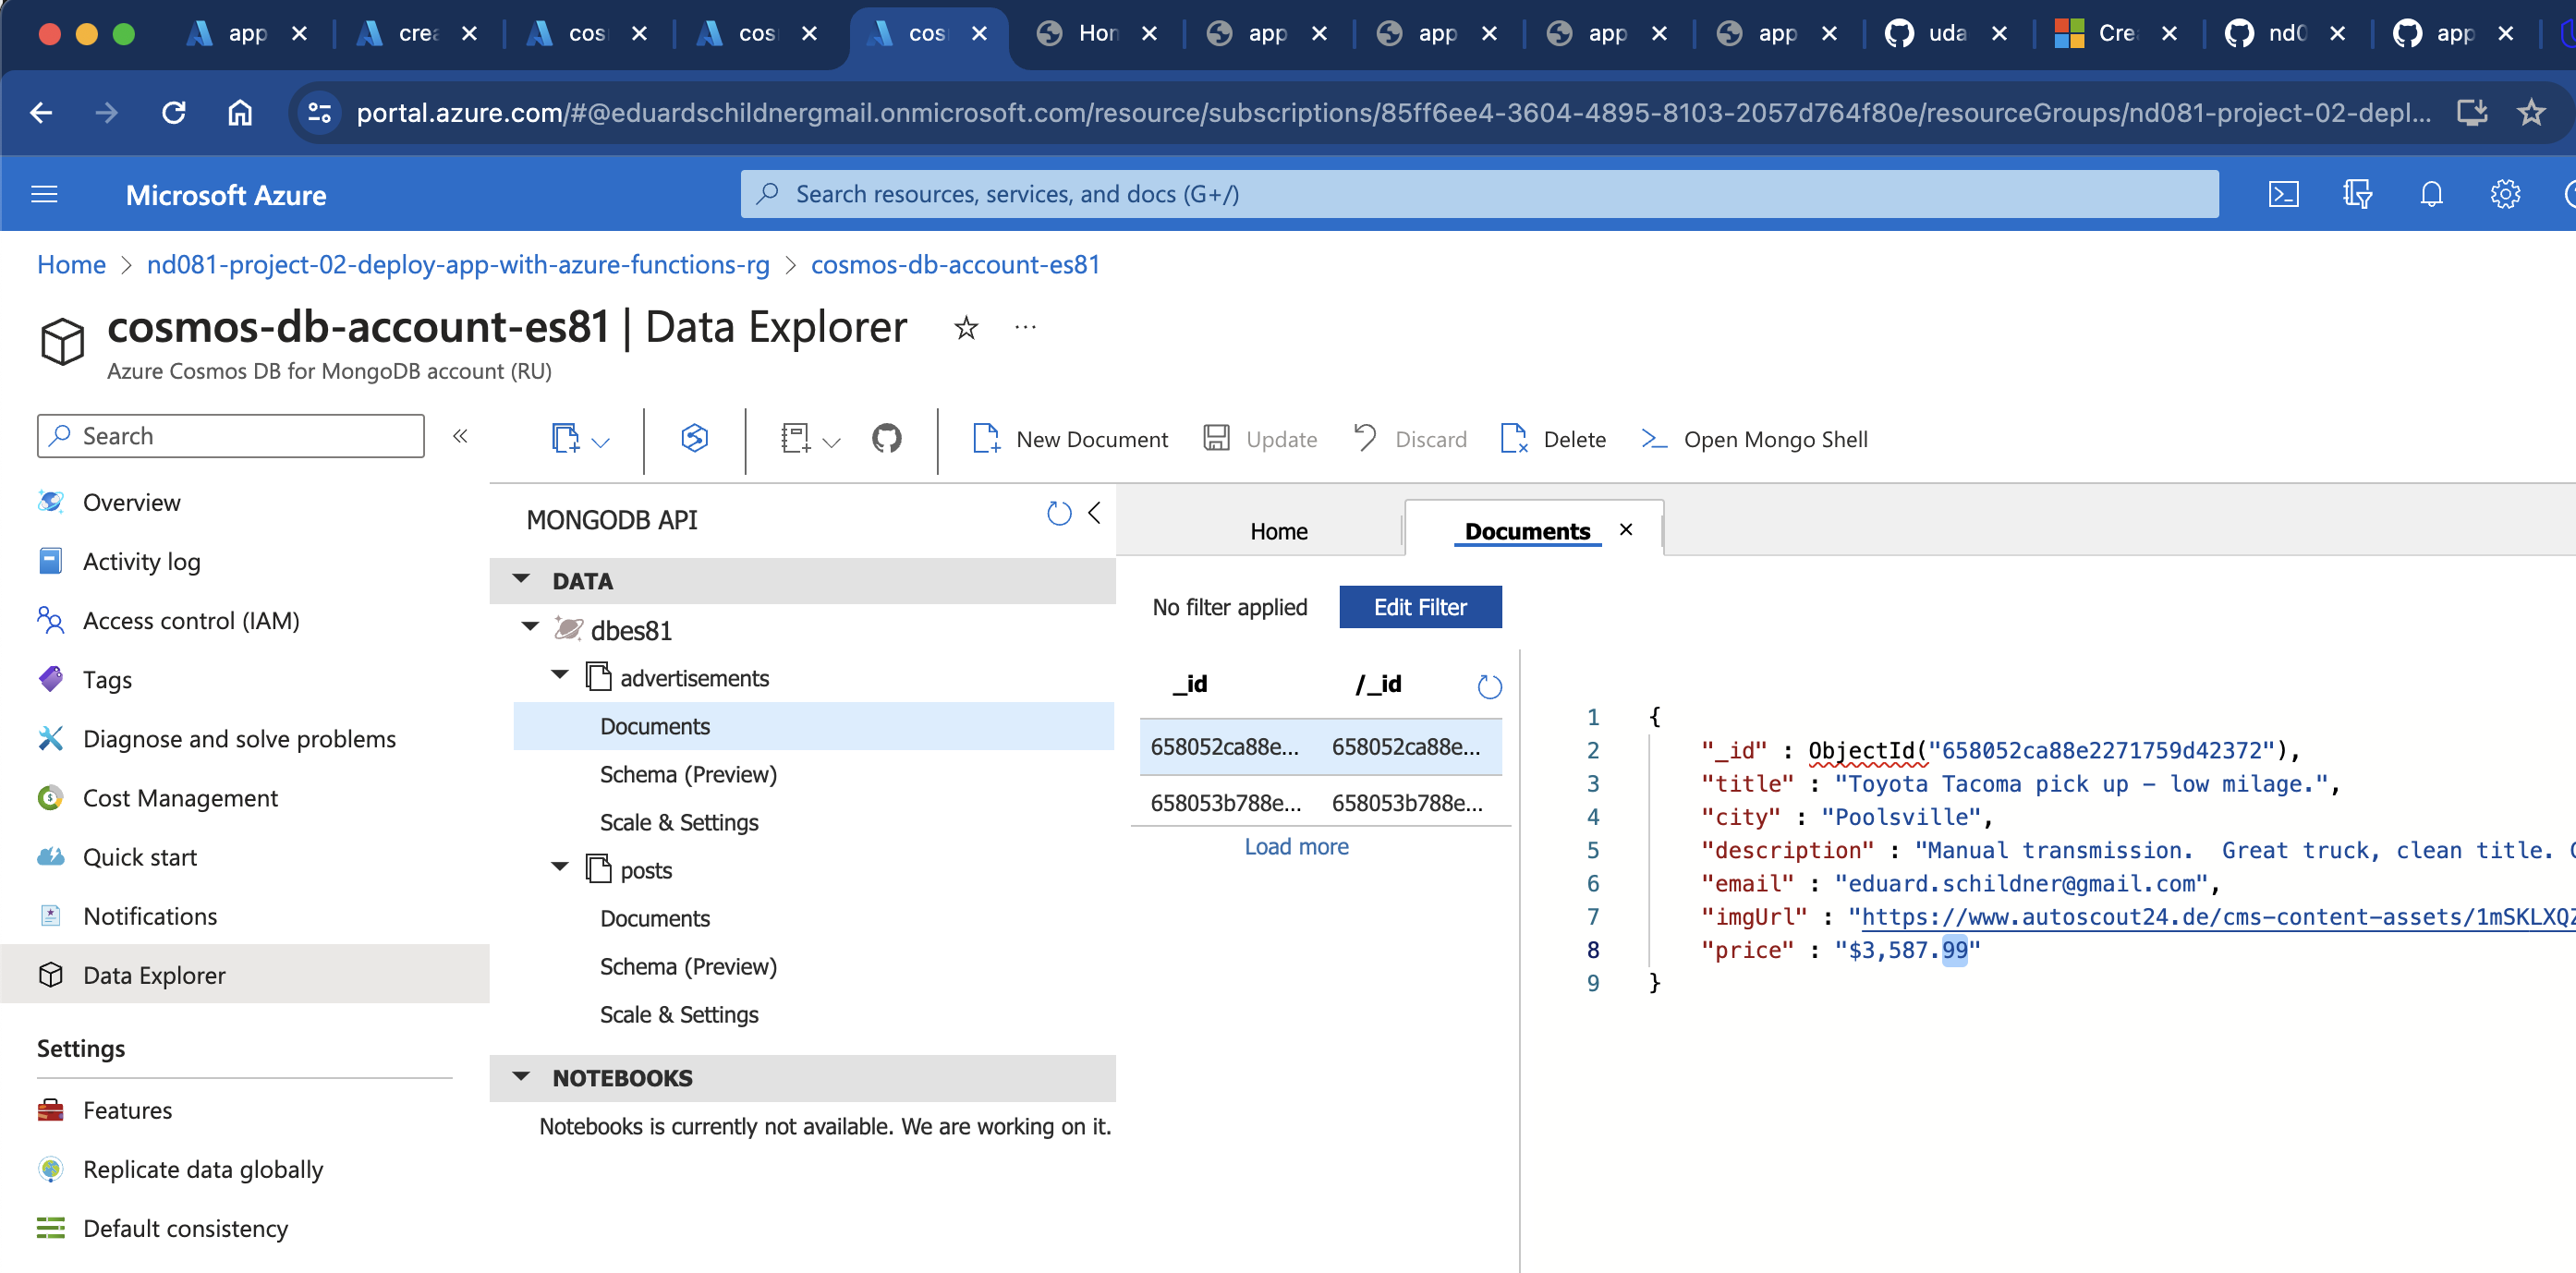 app
crea
cos
cos
cos
Hon
app
app
app
app
uda
Cre
nd0
app
portal.azure.com/#@eduardschildnergmail.onmicrosoft.com/resource/subscriptions/85ff6ee4-3604-4895-8103-2057d764f80e/resourceGroups/nd081-project-02-depl...
Microsoft Azure
Search resources, services, and docs (G+/)
Home > nd081-project-02-deploy-app-with-azure-functions-rg > cosmos-db-account-es81
cosmos-db-account-es81 | Data Explorer
Azure Cosmos DB for MongoDB account (RU)
Search
Overview
Activity log
Access control (IAM)
Tags
Diagnose and solve problems
Cost Management
Quick start
Notifications
Data Explorer
Settings
Features
Replicate data globally
Default consistency
New Document
Update
Discard
Delete
Open Mongo Shell
MONGODB API
DATA
dbes81
advertisements
Documents
Schema (Preview)
Scale & Settings
posts
Documents
Schema (Preview)
Scale & Settings
NOTEBOOKS
Notebooks is currently not available. We are working on it.
Home
Documents
No filter applied
Edit Filter
_id /_id
658052ca88e... 658052ca88e...
658053b788e... 658053b788e...
Load more
1 {
2 "_id" : ObjectId("658052ca88e2271759d42372"),
3 "title" : "Toyota Tacoma pick up - low milage.",
4 "city" : "Poolsville",
5 "description" : "Manual transmission.  Great truck, clean title.
6 "email" : "eduard.schildner@gmail.com",
7 "imgUrl" : "https://www.autoscout24.de/cms-content-assets/1mSKLXQZ
8 "price" : "$3,587.99"
9 }